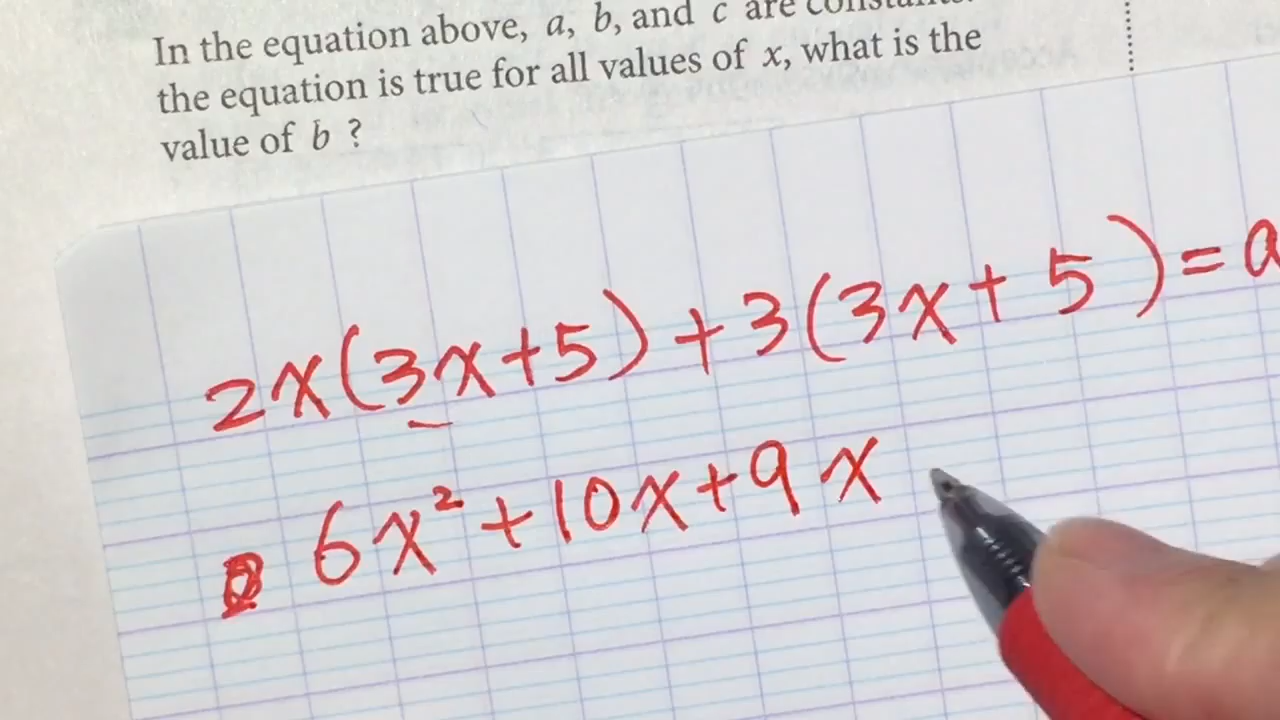 In the equation above, a, b, and c are constants.
the equation is true for all values of x, what is the
value of b ?
2x(3x+5)+3(3x+5)=a
6x²+10x+9x